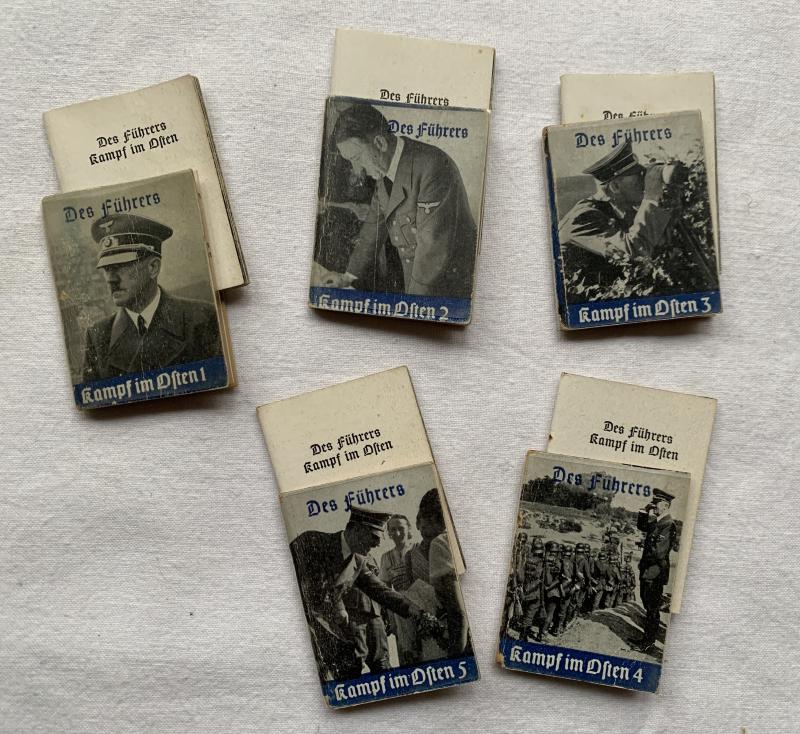 Des Führers
Kampf im Osten
Des Führers
Kampf im Osten 1
Des Führers
Des Führers
Kampf im Osten 2
Des Führers
Des Führers
Kampf im Osten 3
Des Führers
Kampf im Osten
Des Führers
Kampf im Osten 5
Des Führers
Kampf im Osten
Des Führers
Kampf im Osten 4